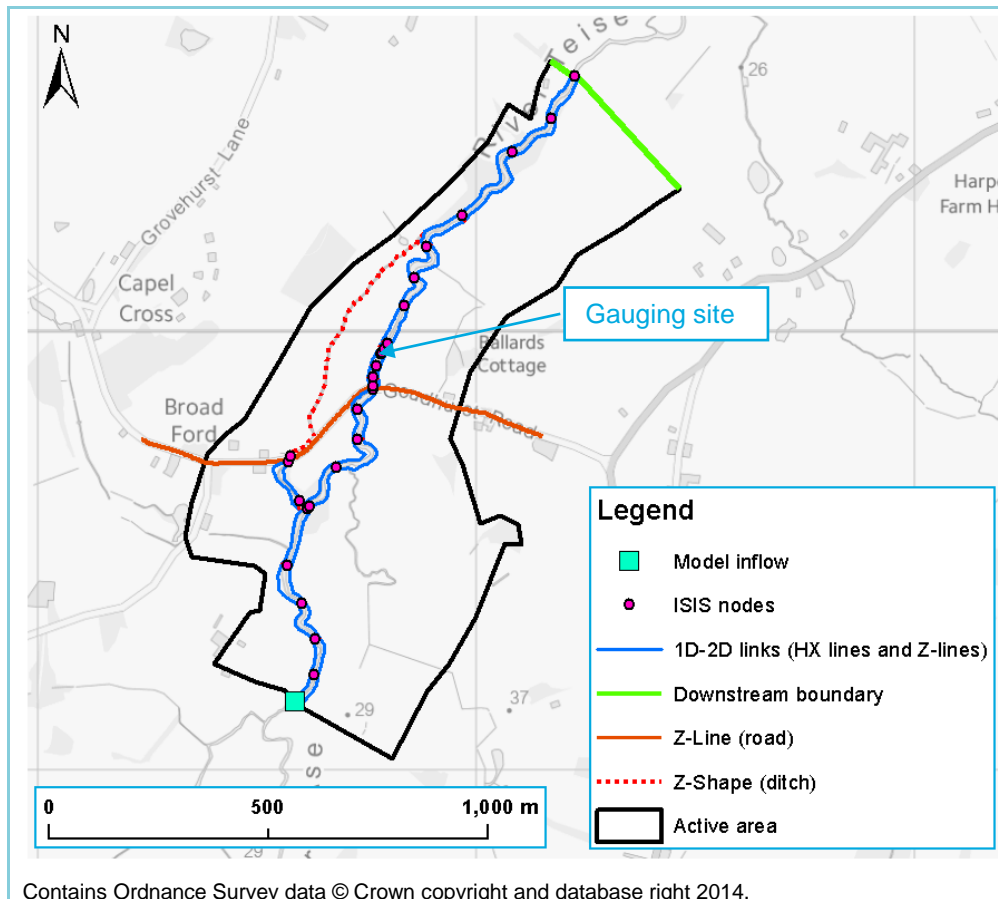 N
River Teise
26
Grovehurst Lane
Harpe
Farm H
Capel
Cross
Gauging site
Ballards
Cottage
Goudhurst Road
Broad
Ford
Legend
Model inflow
ISIS nodes
1D-2D links (HX lines and Z-lines)
Downstream boundary
Z-Line (road)
Z-Shape (ditch)
Active area
29
37
ise
0 500 1,000 m
29
Contains Ordnance Survey data © Crown copyright and database right 2014.